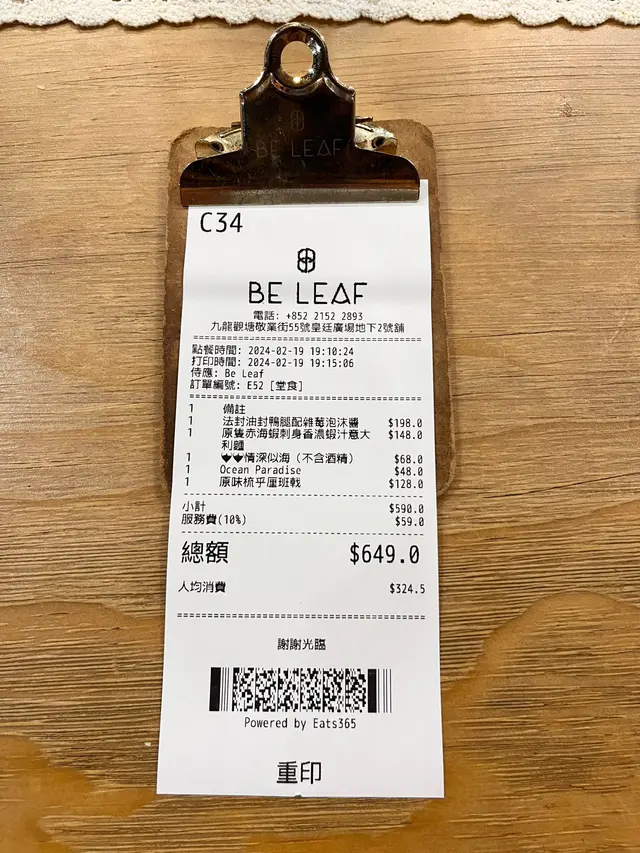 BE LEAF
C34
BE LEAF
電話: +852 2152 2893
九龍觀塘敬業街55號皇廷廣場地下2號舖
點餐時間: 2024-02-19 19:10:24
打印時間: 2024-02-19 19:15:06
侍應: Be Leaf
訂單編號: E52 [堂食]
1 備註
1 法封油封鴨腿配雜莓泡沫醬 $198.0
1 原隻赤海蝦刺身香濃蝦汁意大 $148.0
利麵
1 ♥♥情深似海 (不含酒精) $68.0
1 Ocean Paradise $48.0
1 原味梳乎厘班戟 $128.0
小計 $590.0
服務費(10%) $59.0
總額 $649.0
人均消費 $324.5
謝謝光臨
Powered by Eats365
重印